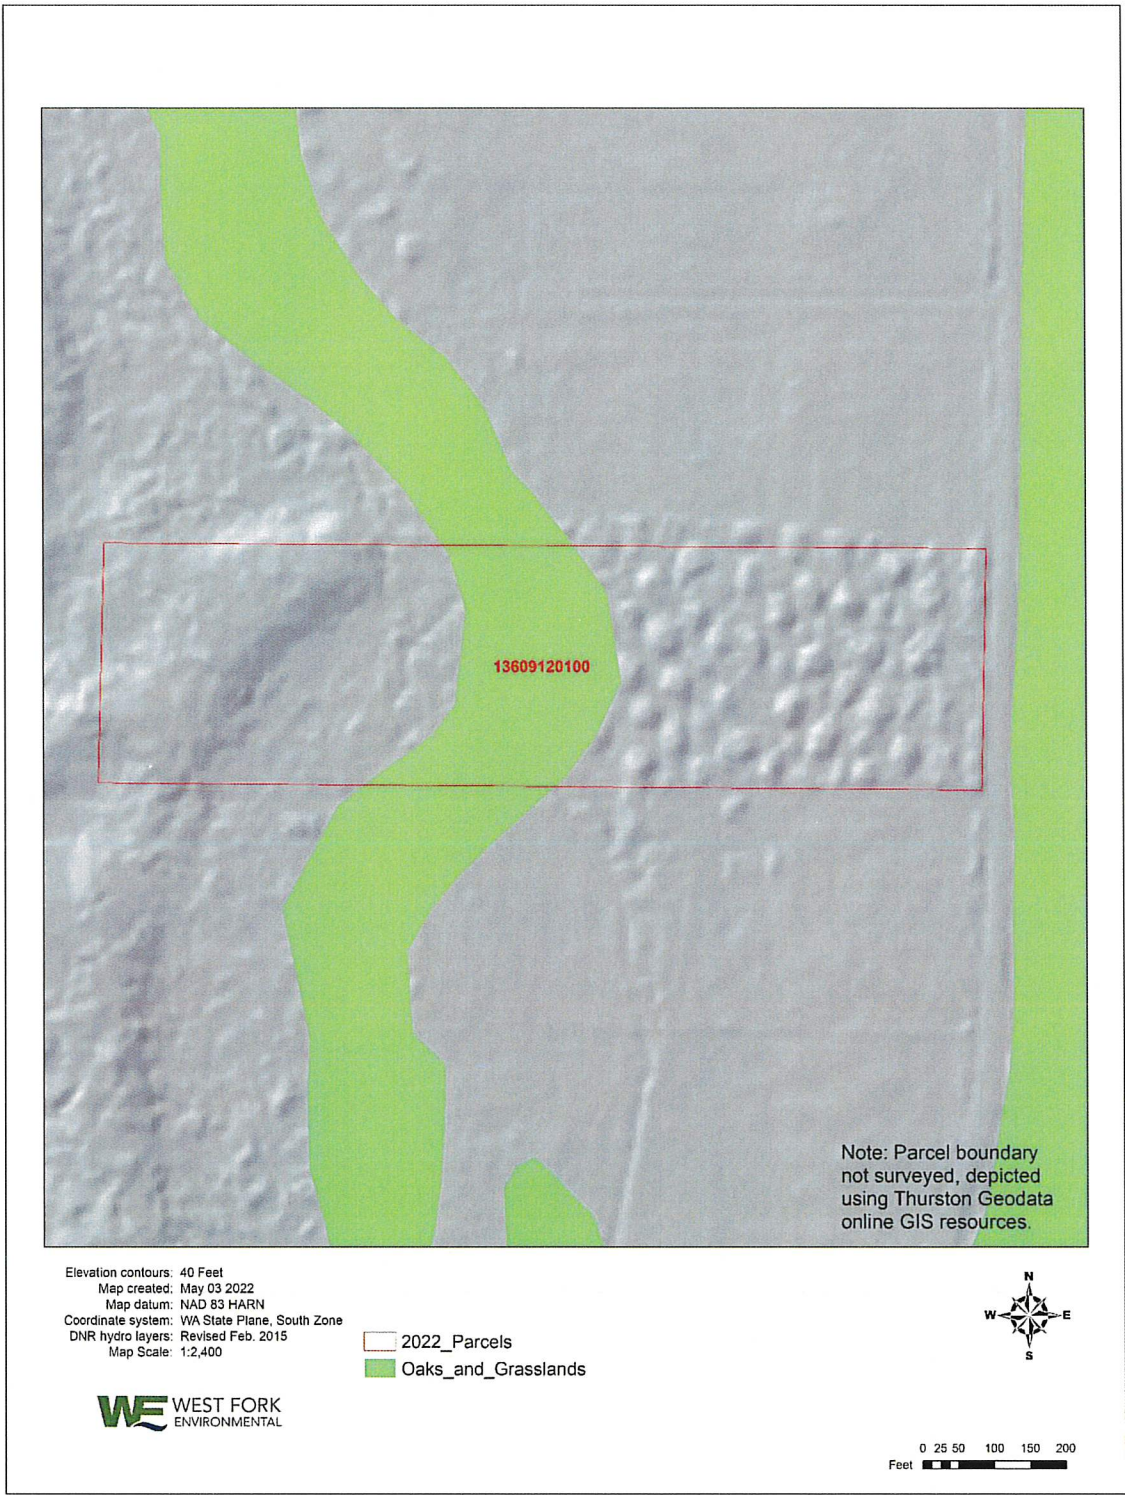 13609120100
Note: Parcel boundary
not surveyed, depicted
using Thurston Geodata
online GIS resources.
Elevation contours: 40 Feet
Map created: May 03 2022
Map datum: NAD 83 HARN
Coordinate system: WA State Plane, South Zone
DNR hydro layers: Revised Feb. 2015
Map Scale: 1:2,400
2022_Parcels
Oaks_and_Grasslands
N
W E
S
WF WEST FORK
ENVIRONMENTAL
0 25 50 100 150 200
Feet